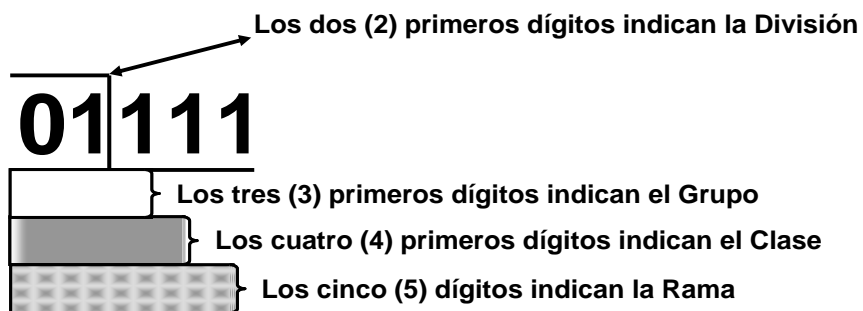 Los dos (2) primeros dígitos indican la División
01111
Los tres (3) primeros dígitos indican el Grupo
Los cuatro (4) primeros dígitos indican el Clase
Los cinco (5) dígitos indican la Rama